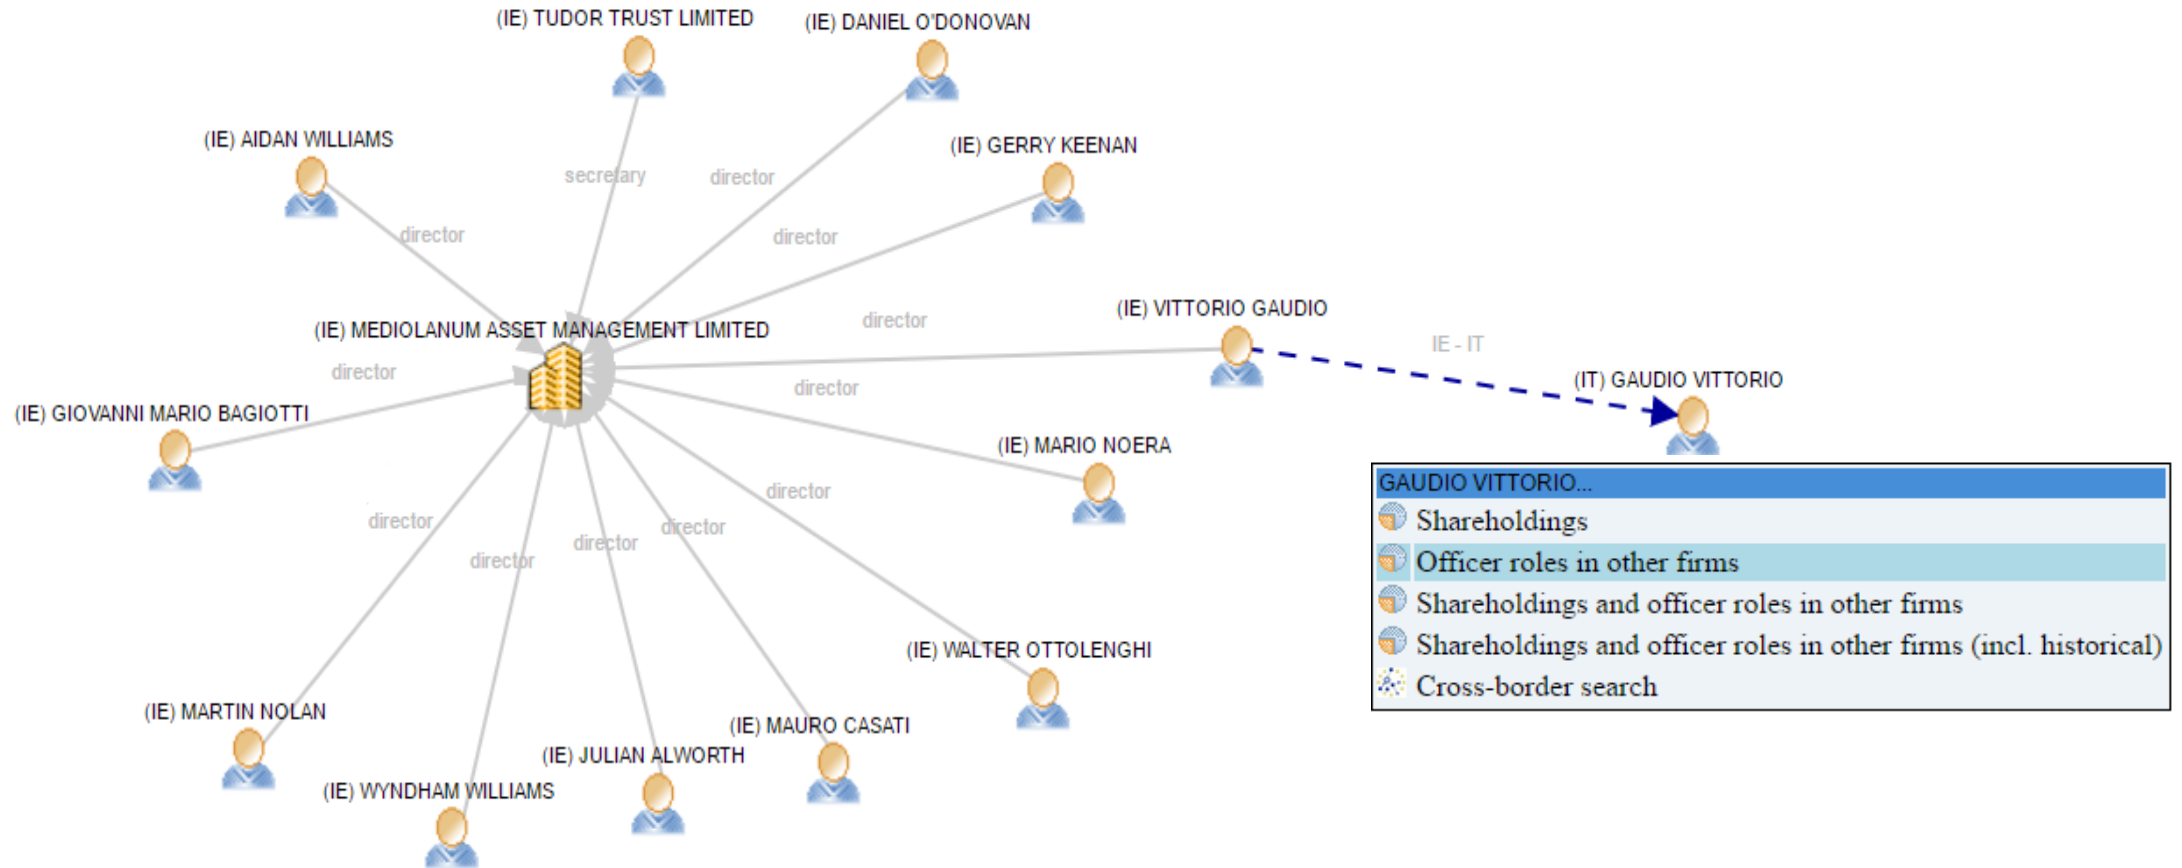 (IE) TUDOR TRUST LIMITED
(IE) DANIEL O'DONOVAN
(IE) AIDAN WILLIAMS
(IE) GERRY KEENAN
secretary
director
director
director
(IE) VITTORIO GAUDIO
director
(IE) MEDIOLANUM ASSET MANAGEMENT LIMITED
IE - IT
director
(IT) GAUDIO VITTORIO
director
(IE) GIOVANNI MARIO BAGIOTTI
(IE) MARIO NOERA
GAUDIO VITTORIO...
Shareholdings
Officer roles in other firms
Shareholdings and officer roles in other firms
Shareholdings and officer roles in other firms (incl. historical)
Cross-border search
director
director
director
director
director
(IE) WALTER OTTOLENGHI
(IE) MARTIN NOLAN
(IE) MAURO CASATI
(IE) JULIAN ALWORTH
(IE) WYNDHAM WILLIAMS